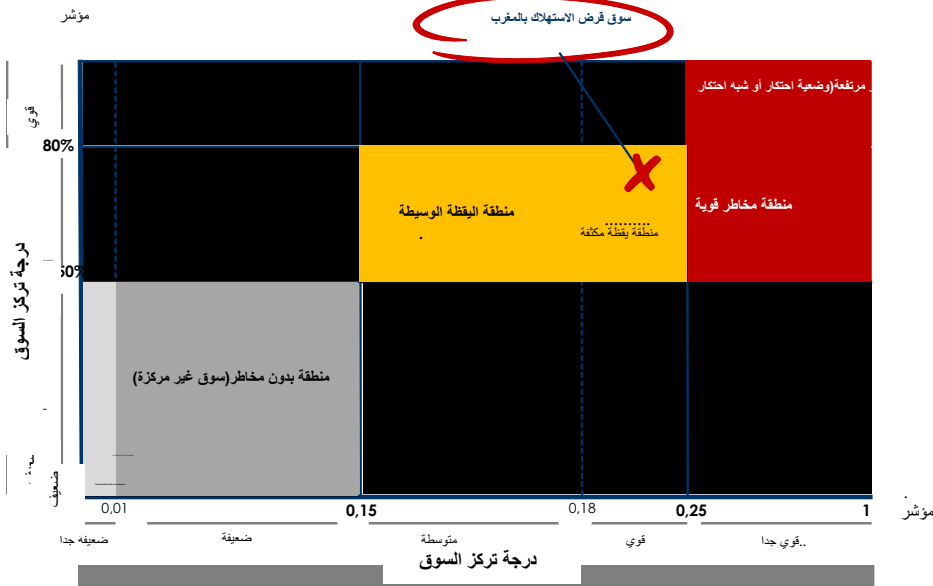 مؤشر
سوق قرض الاستهلاك بالمغرب
مرتفعة(وضعية احتكار أو شبه احتكار
قوي
80%
منطقة اليقظة الوسيطة
منطقة يقظة مكثفة
منطقة مخاطر قوية
درجة تركز السوق
50%
منطقة بدون مخاطر(سوق غير مركزة)
ضعيف
0,01
0,15
0,18
0,25
1
مؤشر
ضعيفه جدا
ضعيفة
متوسطة
قوي
قوي جدا..
درجة تركز السوق